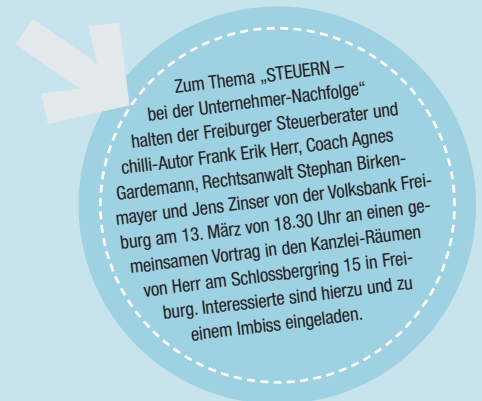 Zum Thema „STEUERN –
bei der Unternehmer-Nachfolge“
halten der Freiburger Steuerberater und
chilli-Autor Frank Erik Herr, Coach Agnes
Gardemann, Rechtsanwalt Stephan Birken-
mayer und Jens Zinser von der Volksbank Frei-
burg am 13. März von 18.30 Uhr an einen ge-
meinsamen Vortrag in den Kanzlei-Räumen
von Herr am Schlossbergring 15 in Frei-
burg. Interessierte sind hierzu und zu
einem Imbiss eingeladen.